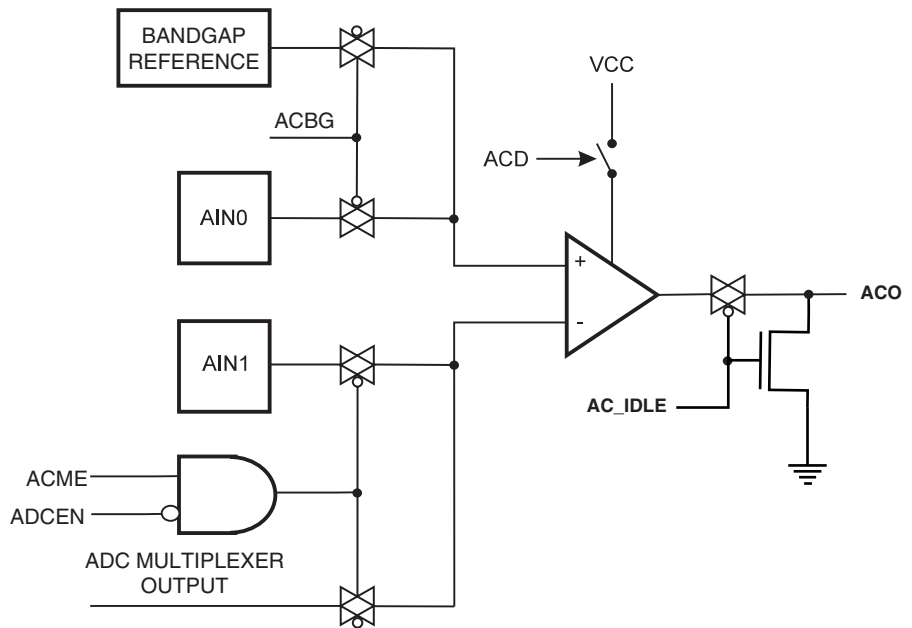 BANDGAP
REFERENCE
VCC
ACBG
ACD
AIN0
+
-
ACO
AIN1
AC_IDLE
ACME
ADCEN
ADC MULTIPLEXER
OUTPUT